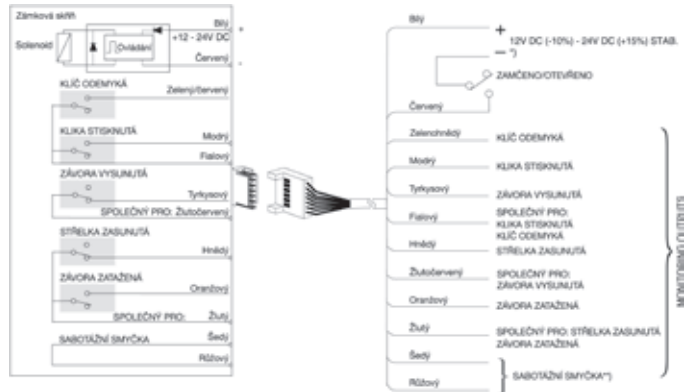 Zámková skříň
Bílý
+12 - 24V DC
+
Solenoid
Ovládání
Červený
-
KLÍČ ODEMYKÁ
Zelený/červený
KLIKA STISKNUTÁ
Modrý
Fialový
ZÁVORA VYSUNUTÁ
Tyrkysový
SPOLEČNÝ PRO: Žlutočervený
STŘELKA ZASUNUTÁ
Hnědý
ZÁVORA ZATAŽENÁ
Oranžový
SPOLEČNÝ PRO: Žlutý
SABOTÁŽNÍ SMYČKA Šedý
Růžový
Bílý
+
12V DC (-10%) - 24V DC (+15%) STAB.
- *)
ZAMČENO/OTEVŘENO
Červený
Zelenohnědý KLÍČ ODEMYKÁ
Modrý KLIKA STISKNUTÁ
Tyrkysový ZÁVORA VYSUNUTÁ
Fialový SPOLEČNÝ PRO:
KLIKA STISKNUTÁ
KLÍČ ODEMYKÁ
Hnědý STŘELKA ZASUNUTÁ
Žlutočervený SPOLEČNÝ PRO:
ZÁVORA VYSUNUTÁ
Oranžový ZÁVORA ZATAŽENÁ
Žlutý SPOLEČNÝ PRO: STŘELKA ZASUNUTÁ
ZÁVORA ZATAŽENÁ
Šedý
SABOTÁŽNÍ SMYČKA**)
Růžový
MONITORING OUTPUTS